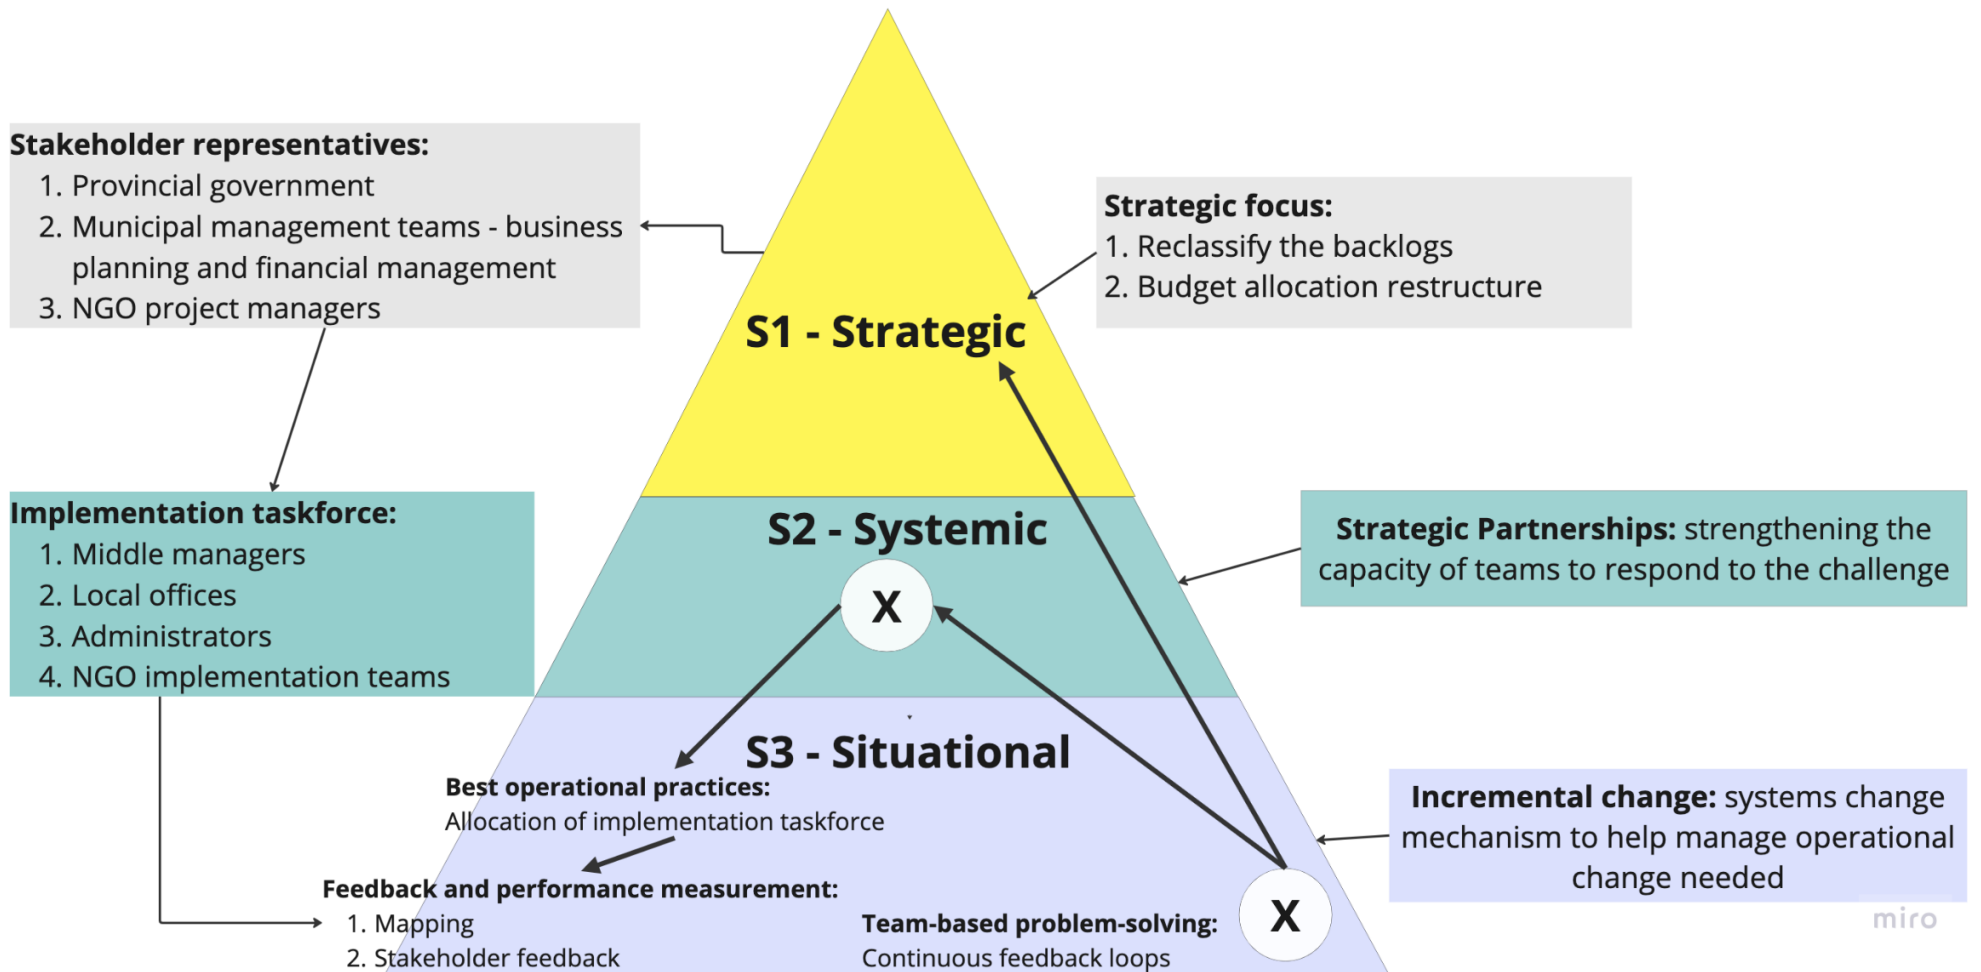 Stakeholder representatives:
1. Provincial government
2. Municipal management teams - business
planning and financial management
3. NGO project managers
Strategic focus:
1. Reclassify the backlogs
2. Budget allocation restructure
S1 - Strategic
Implementation taskforce:
1. Middle managers
2. Local offices
3. Administrators
4. NGO implementation teams
S2 - Systemic
X
Strategic Partnerships: strengthening the
capacity of teams to respond to the challenge
S3 - Situational
Best operational practices:
Allocation of implementation taskforce
Incremental change: systems change
mechanism to help manage operational
change needed
Feedback and performance measurement:
1. Mapping
2. Stakeholder feedback
Team-based problem-solving:
Continuous feedback loops
X
miro